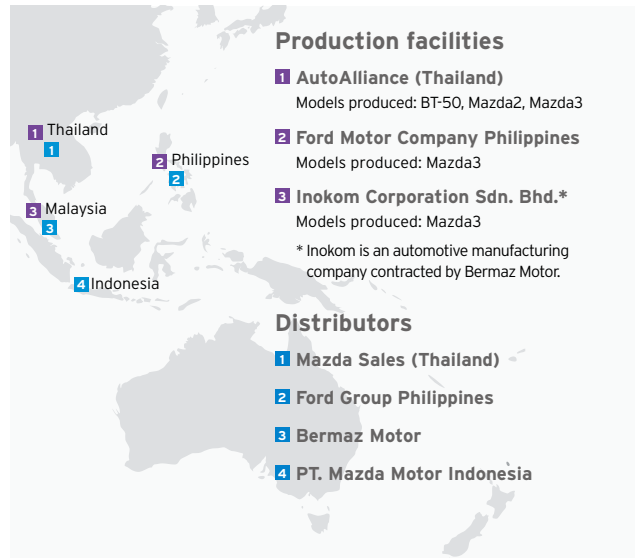 Production facilities
1 AutoAlliance (Thailand)
Models produced: BT-50, Mazda2, Mazda3
2 Ford Motor Company Philippines
Models produced: Mazda3
3 Inokom Corporation Sdn. Bhd.*
Models produced: Mazda3
* Inokom is an automotive manufacturing
company contracted by Bermaz Motor.
1 Thailand
1
2 Philippines
2
3 Malaysia
3
4 Indonesia
Distributors
1 Mazda Sales (Thailand)
2 Ford Group Philippines
3 Bermaz Motor
4 PT. Mazda Motor Indonesia